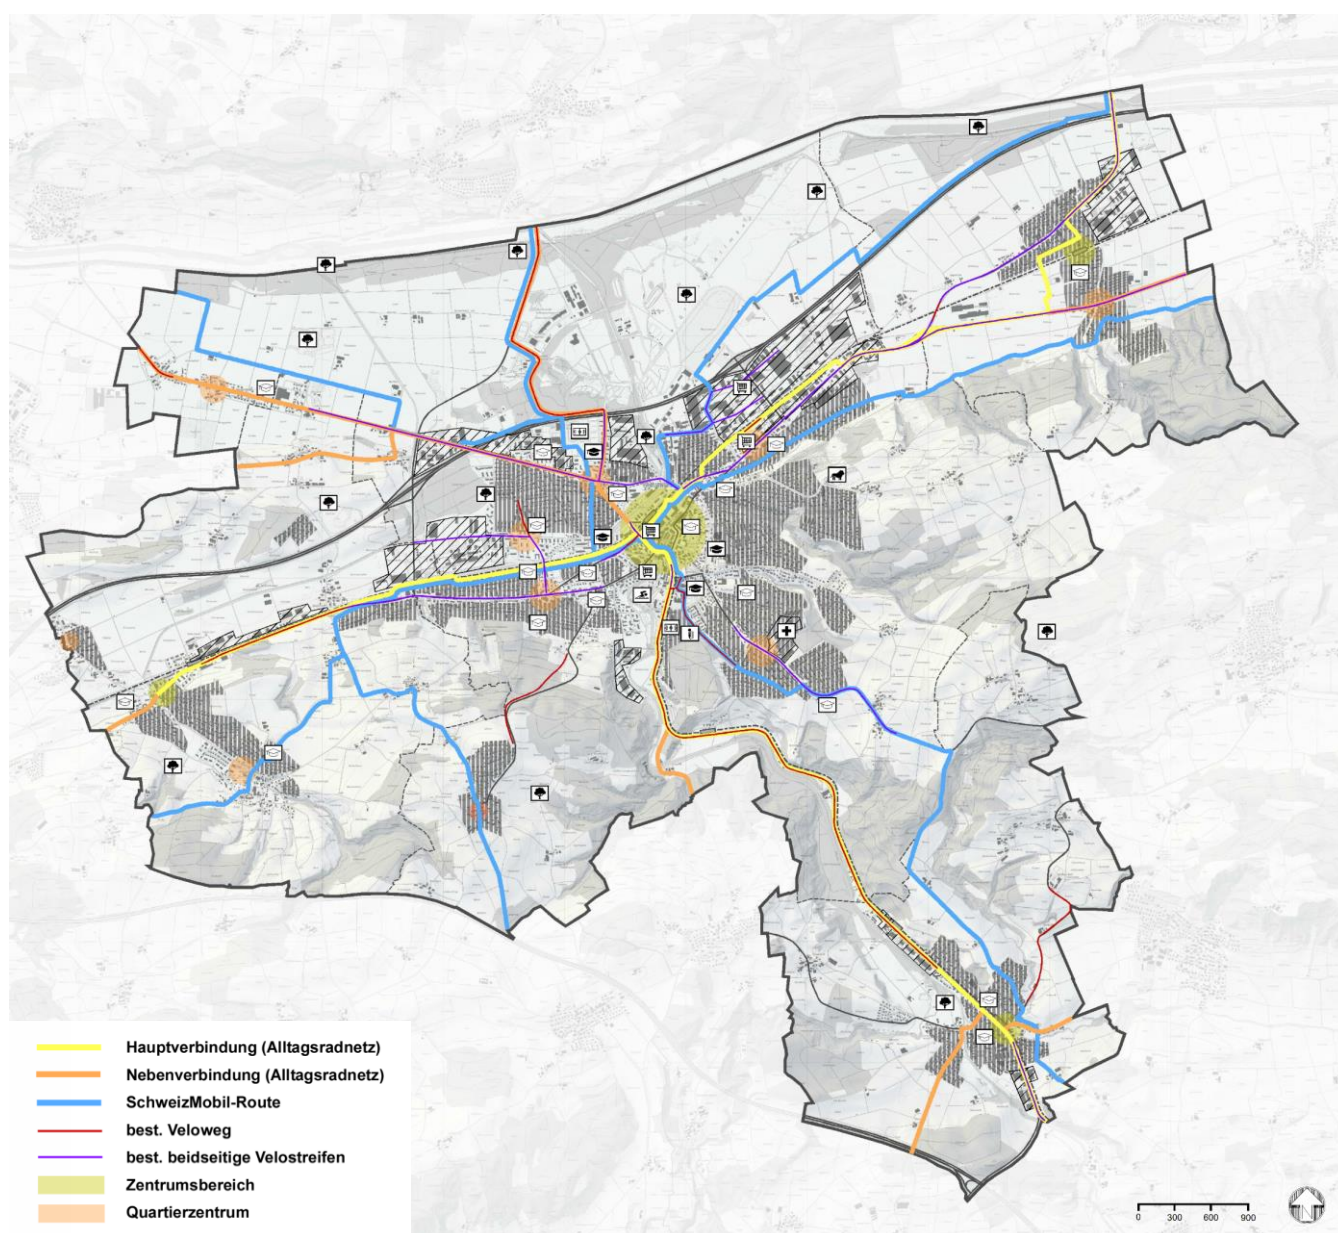 Hauptverbindung (Alltagsradnetz)
Nebenverbindung (Alltagsradnetz)
SchweizMobil-Route
best. Veloweg
best. beidseitige Velostreifen
Zentrumsbereich
Quartierzentrum
0 300 600 900
N